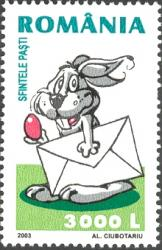 ROMÂNIA
SFINTELE PAŞTI
3000 L
2003
AL. CIUBOTARIU